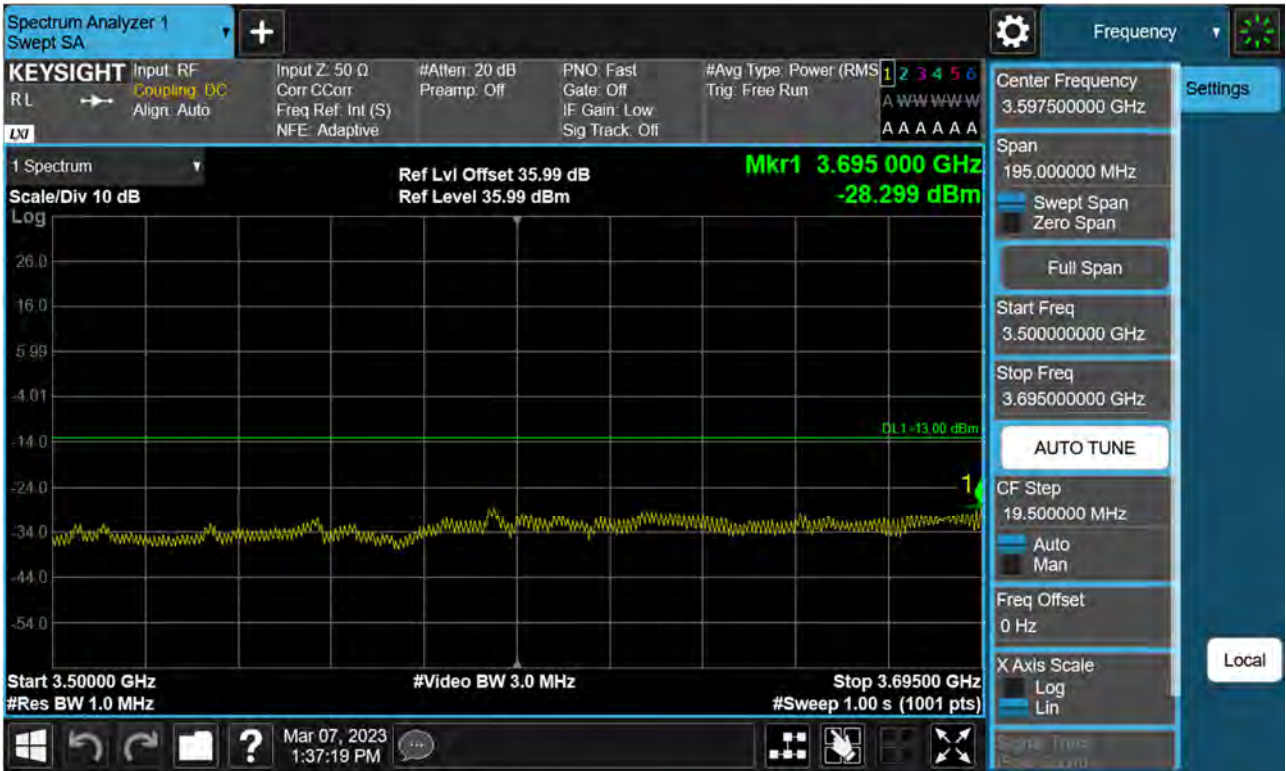 Spectrum Analyzer 1
Swept SA
+
Frequency
KEYSIGHT
R L
LXI
Input: RF
Coupling: DC
Align: Auto
Input Z: 50 Ω
Corr CCorr
Freq Ref: Int (S)
NFE: Adaptive
#Atten: 20 dB
Preamp: Off
PNO: Fast
Gate: Off
IF Gain: Low
Sig Track: Off
#Avg Type: Power (RMS
Trig: Free Run
1 2 3 4 5 6
A W W W W W
A A A A A A
1 Spectrum
Scale/Div 10 dB
Ref Lvl Offset 35.99 dB
Ref Level 35.99 dBm
Mkr1 3.695 000 GHz
-28.299 dBm
Log
26.0
16.0
5.99
-4.01
-14.0
-24.0
-34.0
-44.0
-54.0
DL1 -13.00 dBm
1
Start 3.50000 GHz
#Res BW 1.0 MHz
#Video BW 3.0 MHz
Stop 3.69500 GHz
#Sweep 1.00 s (1001 pts)
Center Frequency
3.597500000 GHz
Span
195.000000 MHz
Swept Span
Zero Span
Full Span
Start Freq
3.500000000 GHz
Stop Freq
3.695000000 GHz
AUTO TUNE
CF Step
19.500000 MHz
Auto
Man
Freq Offset
0 Hz
X Axis Scale
Log
Lin
Settings
Local
?
Mar 07, 2023
1:37:19 PM